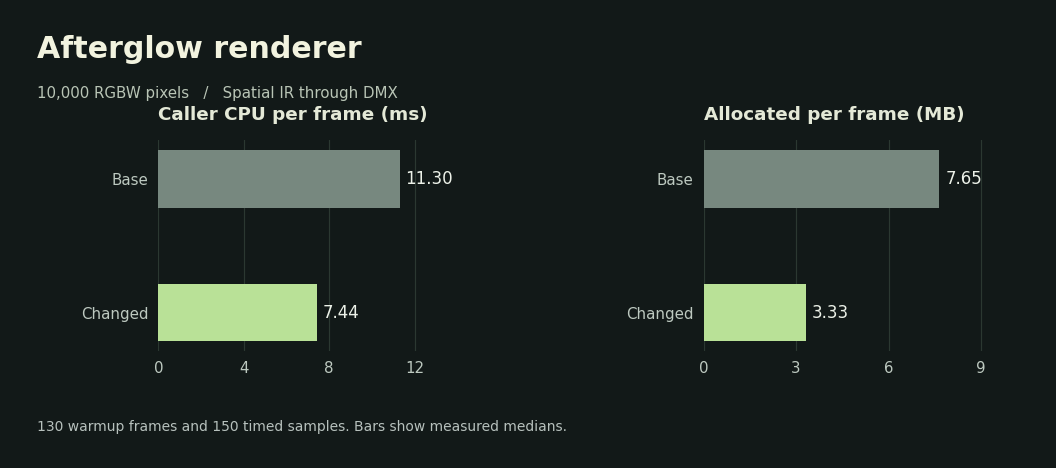 Afterglow renderer
10,000 RGBW pixels / Spatial IR through DMX
Caller CPU per frame (ms)
Base
11.30
Changed
7.44
0 4 8 12
Allocated per frame (MB)
Base
7.65
Changed
3.33
0 3 6 9
130 warmup frames and 150 timed samples. Bars show measured medians.